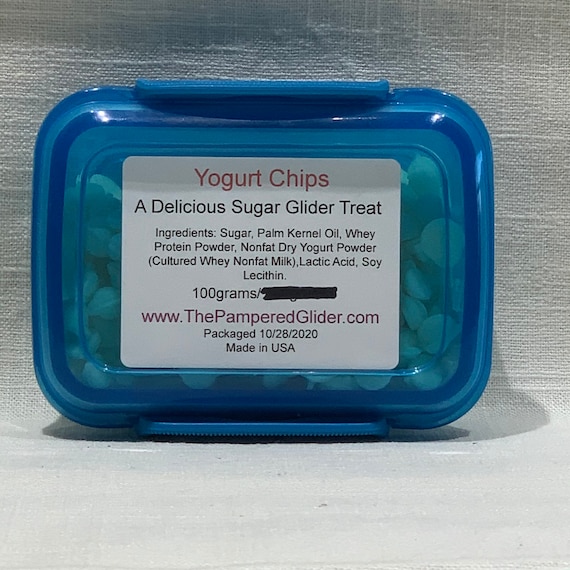 Yogurt Chips
A Delicious Sugar Glider Treat
Ingredients: Sugar, Palm Kernel Oil, Whey
Protein Powder, Nonfat Dry Yogurt Powder
(Cultured Whey Nonfat Milk),Lactic Acid, Soy
Lecithin.
100grams/
www.ThePamperedGlider.com
Packaged 10/28/2020
Made in USA